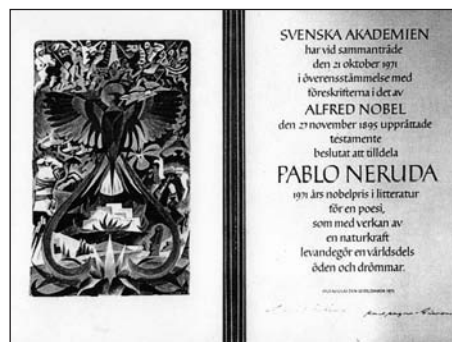 SVENSKA AKADEMIEN
har vid sammanträde
den 21 oktober 1971
i överensstämmelse med
föreskrifterna i det av
ALFRED NOBEL
den 27 november 1895 upprättade
testamente
beslutat att tilldela
PABLO NERUDA
1971 års nobelpris i litteratur
för en poesi,
som med verkan av
en naturkraft
levandegör en världsdels
öden och drömmar.